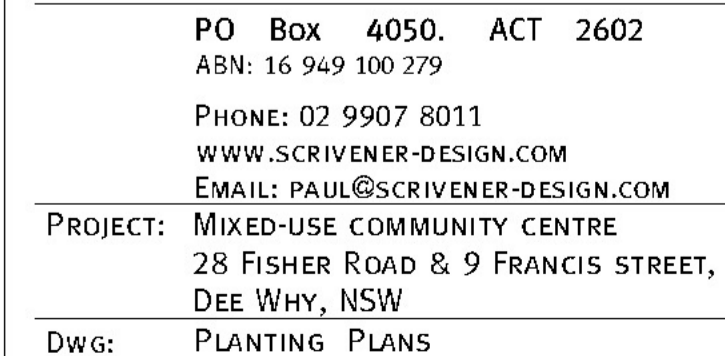 PO Box 4050. ACT 2602
ABN: 16 949 100 279
PHONE: 02 9907 8011
WWW.SCRIVENER-DESIGN.COM
EMAIL: PAUL@SCRIVENER-DESIGN.COM
PROJECT: MIXED-USE COMMUNITY CENTRE
28 FISHER ROAD & 9 FRANCIS STREET,
DEE WHY, NSW
DWG: PLANTING PLANS